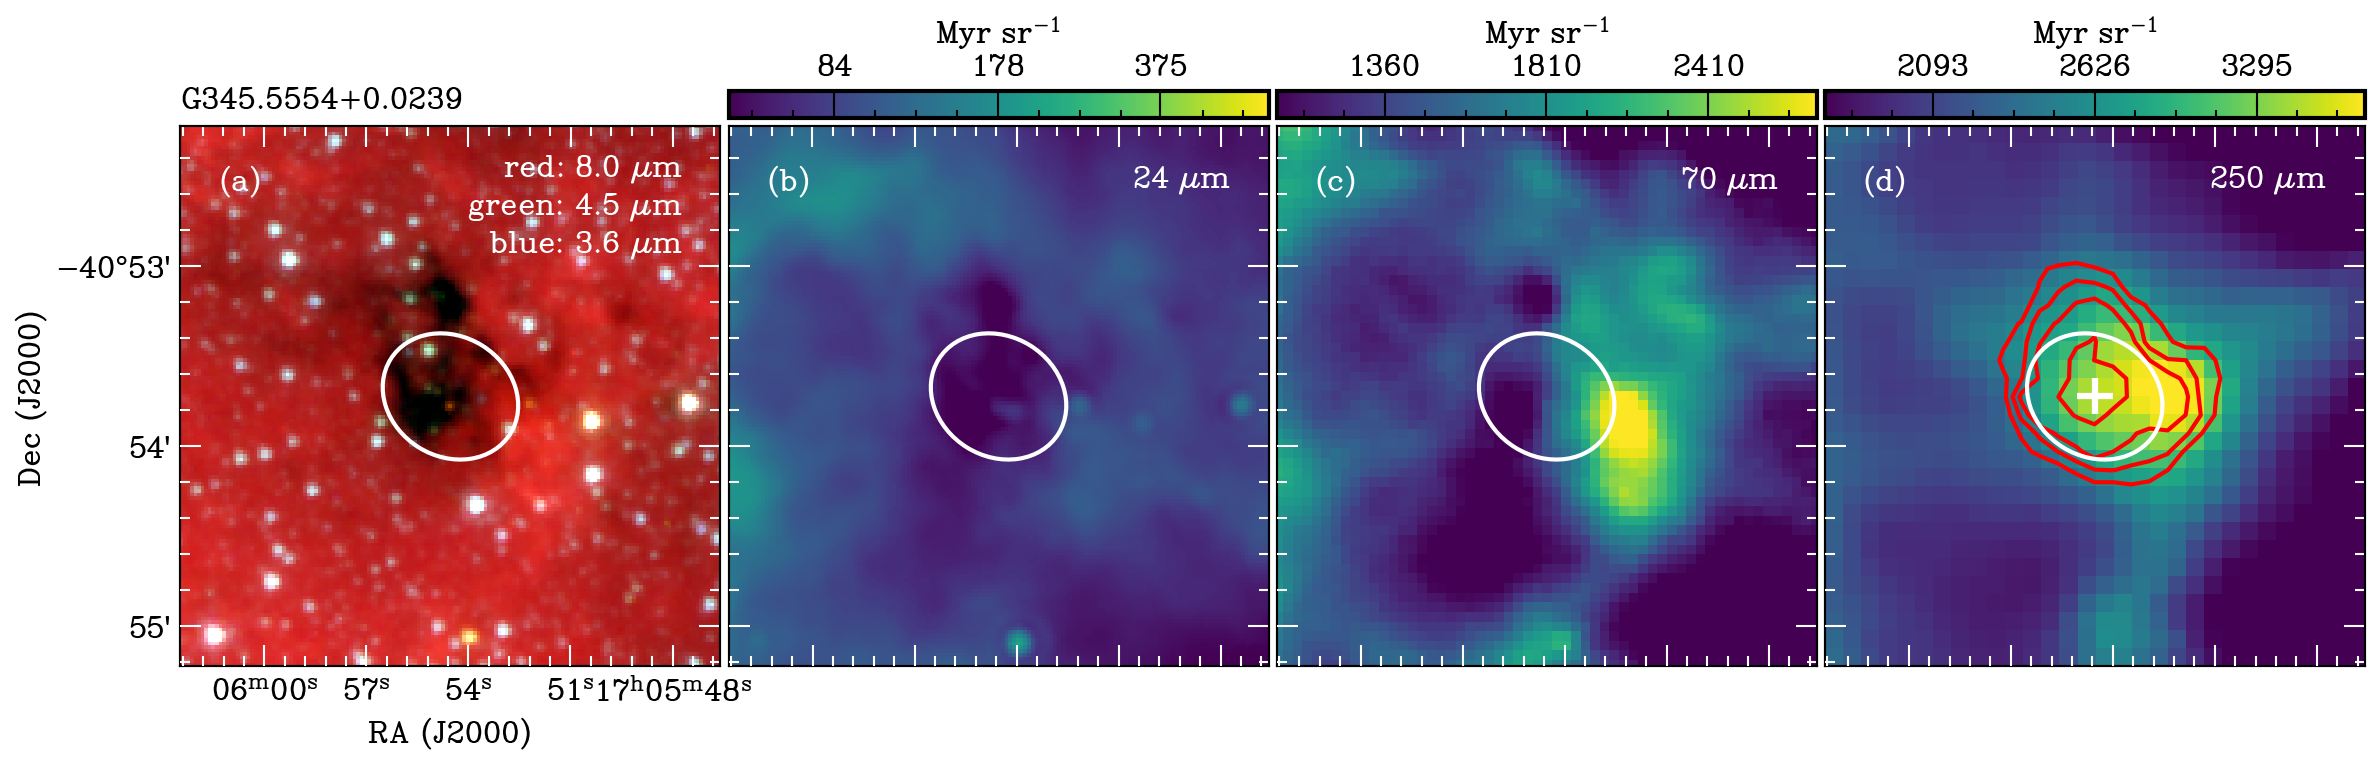 Myr sr⁻¹
84 178 375
Myr sr⁻¹
1360 1810 2410
Myr sr⁻¹
2093 2626 3295
G345.5554+0.0239
(a)
red: 8.0 μm
green: 4.5 μm
blue: 3.6 μm
(b)
24 μm
(c)
70 μm
(d)
250 μm
−40°53'
54'
55'
Dec (J2000)
06ᵐ00ˢ 57ˢ 54ˢ 51ˢ 17ʰ05ᵐ48ˢ
RA (J2000)